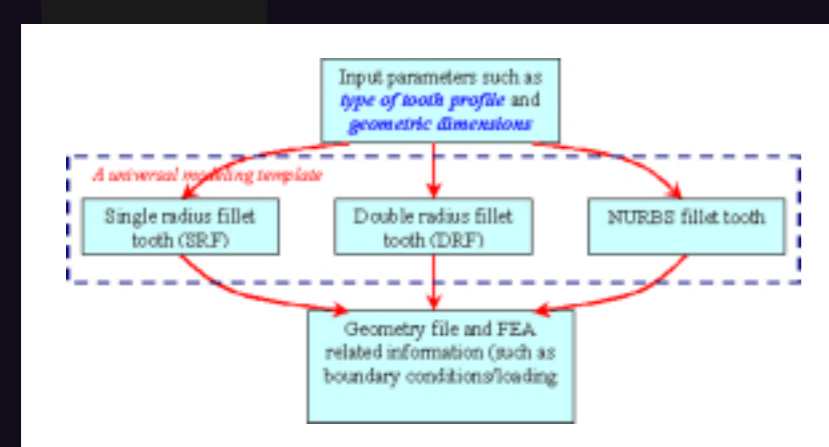 Input parameters such as
type of tooth profile and
geometric dimensions
A universal modeling template
Single radius fillet
tooth (SRF)
Double radius fillet
tooth (DRF)
NURBS fillet tooth
Geometry file and FEA
related information (such as
boundary conditions/loading